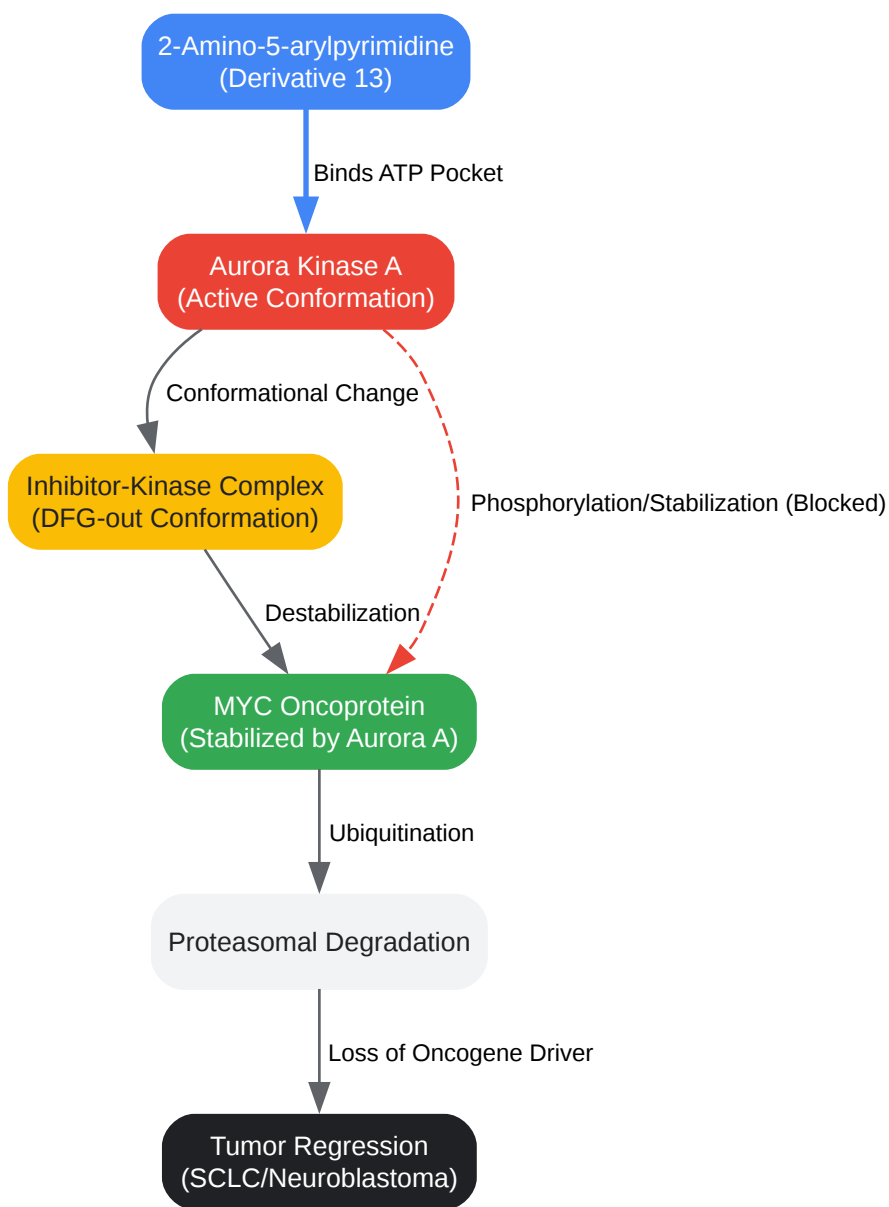 2-Amino-5-arylpyrimidine
(Derivative 13)
Binds ATP Pocket
Aurora Kinase A
(Active Conformation)
Conformational Change
Inhibitor-Kinase Complex
(DFG-out Conformation)
Phosphorylation/Stabilization (Blocked)
Destabilization
MYC Oncoprotein
(Stabilized by Aurora A)
Ubiquitination
Proteasomal Degradation
Loss of Oncogene Driver
Tumor Regression
(SCLC/Neuroblastoma)